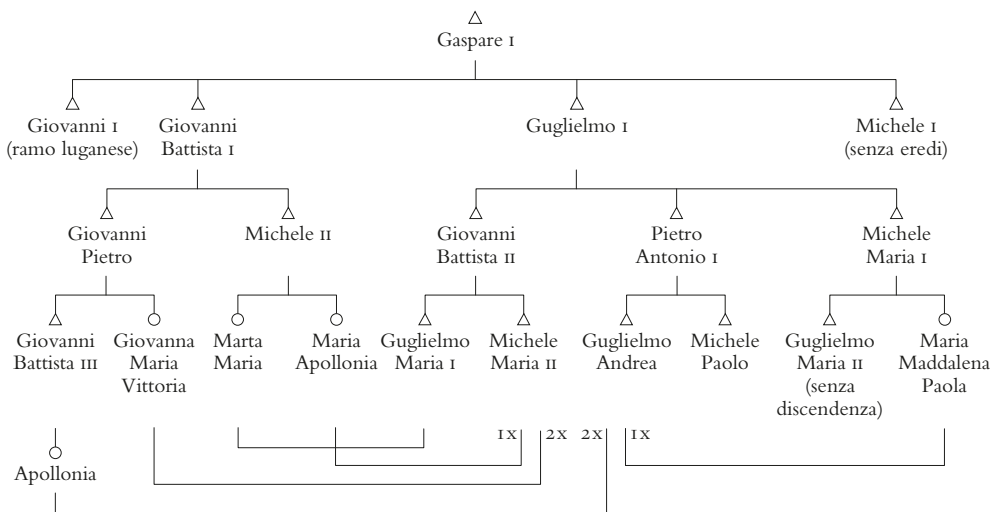 Gaspare I
Giovanni I
(ramo luganese)
Giovanni
Battista I
Guglielmo I
Michele I
(senza eredi)
Giovanni
Pietro
Michele II
Giovanni
Battista II
Pietro
Antonio I
Michele
Maria I
Giovanni
Battista III
Giovanna
Maria
Vittoria
Marta
Maria
Maria
Apollonia
Guglielmo
Maria I
Michele
Maria II
Guglielmo
Andrea
Michele
Paolo
Guglielmo
Maria II
(senza
discendenza)
Maria
Maddalena
Paola
1x 2x 2x 1x
Apollonia